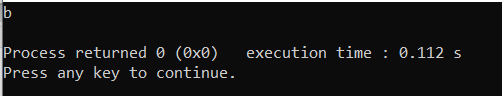 b
Process returned 0 (0x0)   execution time : 0.112 s
Press any key to continue.